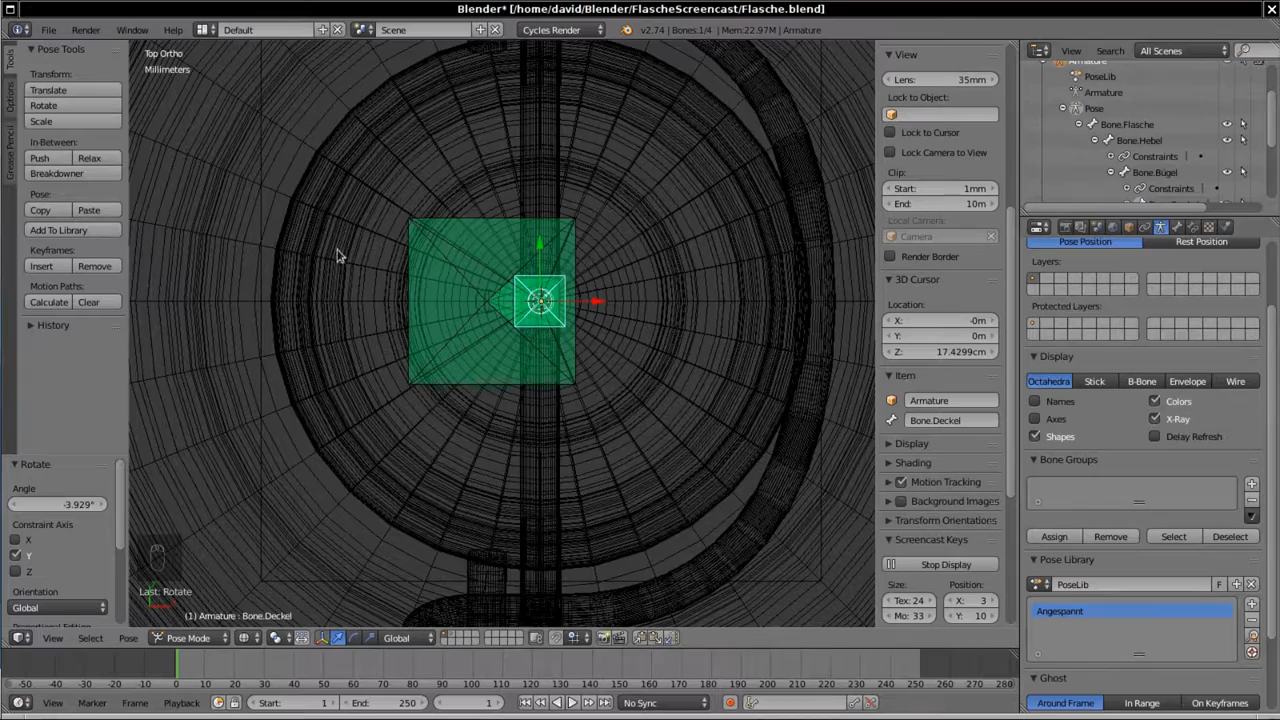 Blender* [/home/david/Blender/FlascheScreencast/Flasche.blend]
File Render Window Help Default Scene Cycles Render v2.74 | Bones:1/4 | Mem:22.97M | Armature
Tools
Options
Grease Pencil
Pose Tools
Transform:
Translate
Rotate
Scale
In-Between:
Push Relax
Breakdowner
Pose:
Copy Paste
Add To Library
Keyframes:
Insert Remove
Motion Paths:
Calculate Clear
History
Rotate
Angle
-3.929°
Constraint Axis
X
Y
Z
Orientation
Global
Top Ortho
Millimeters
Last: Rotate
(1) Armature : Bone.Deckel
View Select Pose Pose Mode Global
View
Lens: 35mm
Lock to Object:
Lock to Cursor
Lock Camera to View
Clip:
Start: 1mm
End: 10m
Local Camera:
Camera
Render Border
3D Cursor
Location:
X: -0m
Y: 0m
Z: 17.4299cm
Item
Armature
Bone.Deckel
Display
Shading
Motion Tracking
Background Images
Transform Orientations
Screencast Keys
Stop Display
Size: Position:
Tex: 24 X: 3
Mo: 33 Y: 10
View Search All Scenes
Armature
PoseLib
Armature
Pose
Bone.Flasche
Bone.Hebel
Constraints
Bone.Bügel
Constraints
Pose Position Rest Position
Layers:
Protected Layers:
Display
Octahedra Stick B-Bone Envelope Wire
Names Colors
Axes X-Ray
Shapes Delay Refresh
Bone Groups
Assign Remove Select Deselect
Pose Library
PoseLib F
Angespannt
Ghost
Around Frame In Range On Keyframes
-50 -40 -30 -20 -10 0 10 20 30 40 50 60 70 80 90 100 110 120 130 140 150 160 170 180 190 200 210 220 230 240 250 260 270 280
View Marker Frame Playback Start: 1 End: 250 1 No Sync